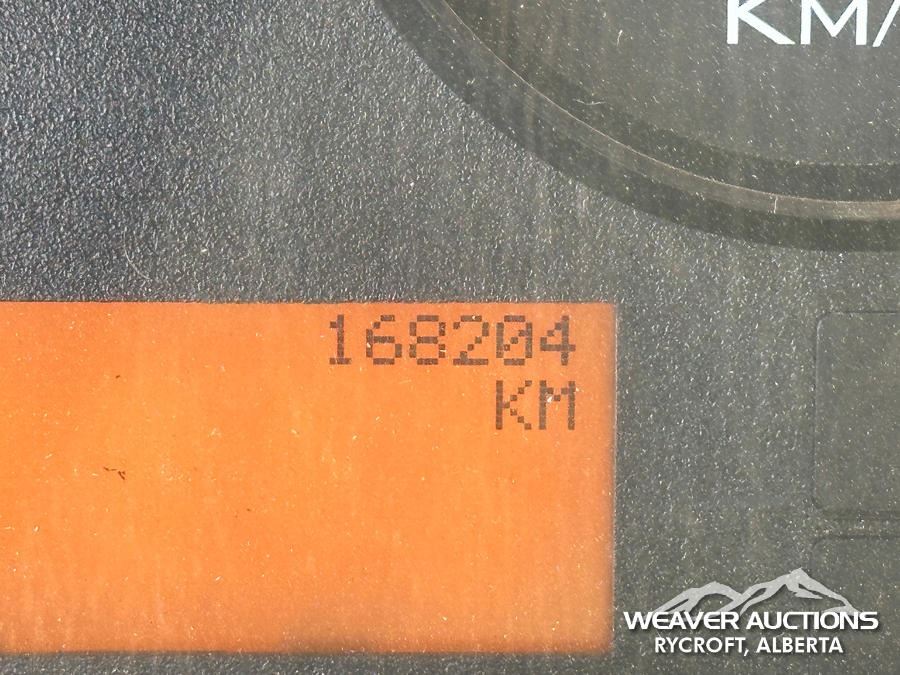 KM/
168204
KM
WEAVER AUCTIONS
RYCROFT, ALBERTA